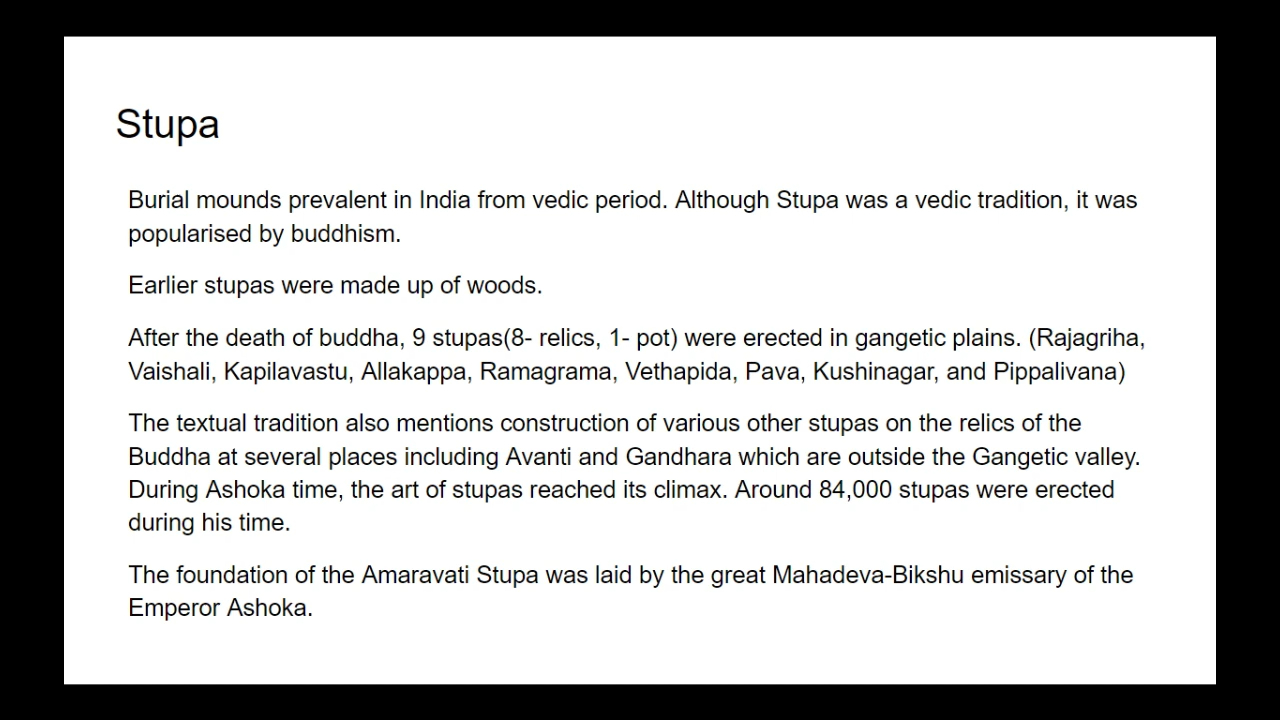 Stupa
Burial mounds prevalent in India from vedic period. Although Stupa was a vedic tradition, it was
popularised by buddhism.
Earlier stupas were made up of woods.
After the death of buddha, 9 stupas(8- relics, 1- pot) were erected in gangetic plains. (Rajagriha,
Vaishali, Kapilavastu, Allakappa, Ramagrama, Vethapida, Pava, Kushinagar, and Pippalivana)
The textual tradition also mentions construction of various other stupas on the relics of the
Buddha at several places including Avanti and Gandhara which are outside the Gangetic valley.
During Ashoka time, the art of stupas reached its climax. Around 84,000 stupas were erected
during his time.
The foundation of the Amaravati Stupa was laid by the great Mahadeva-Bikshu emissary of the
Emperor Ashoka.